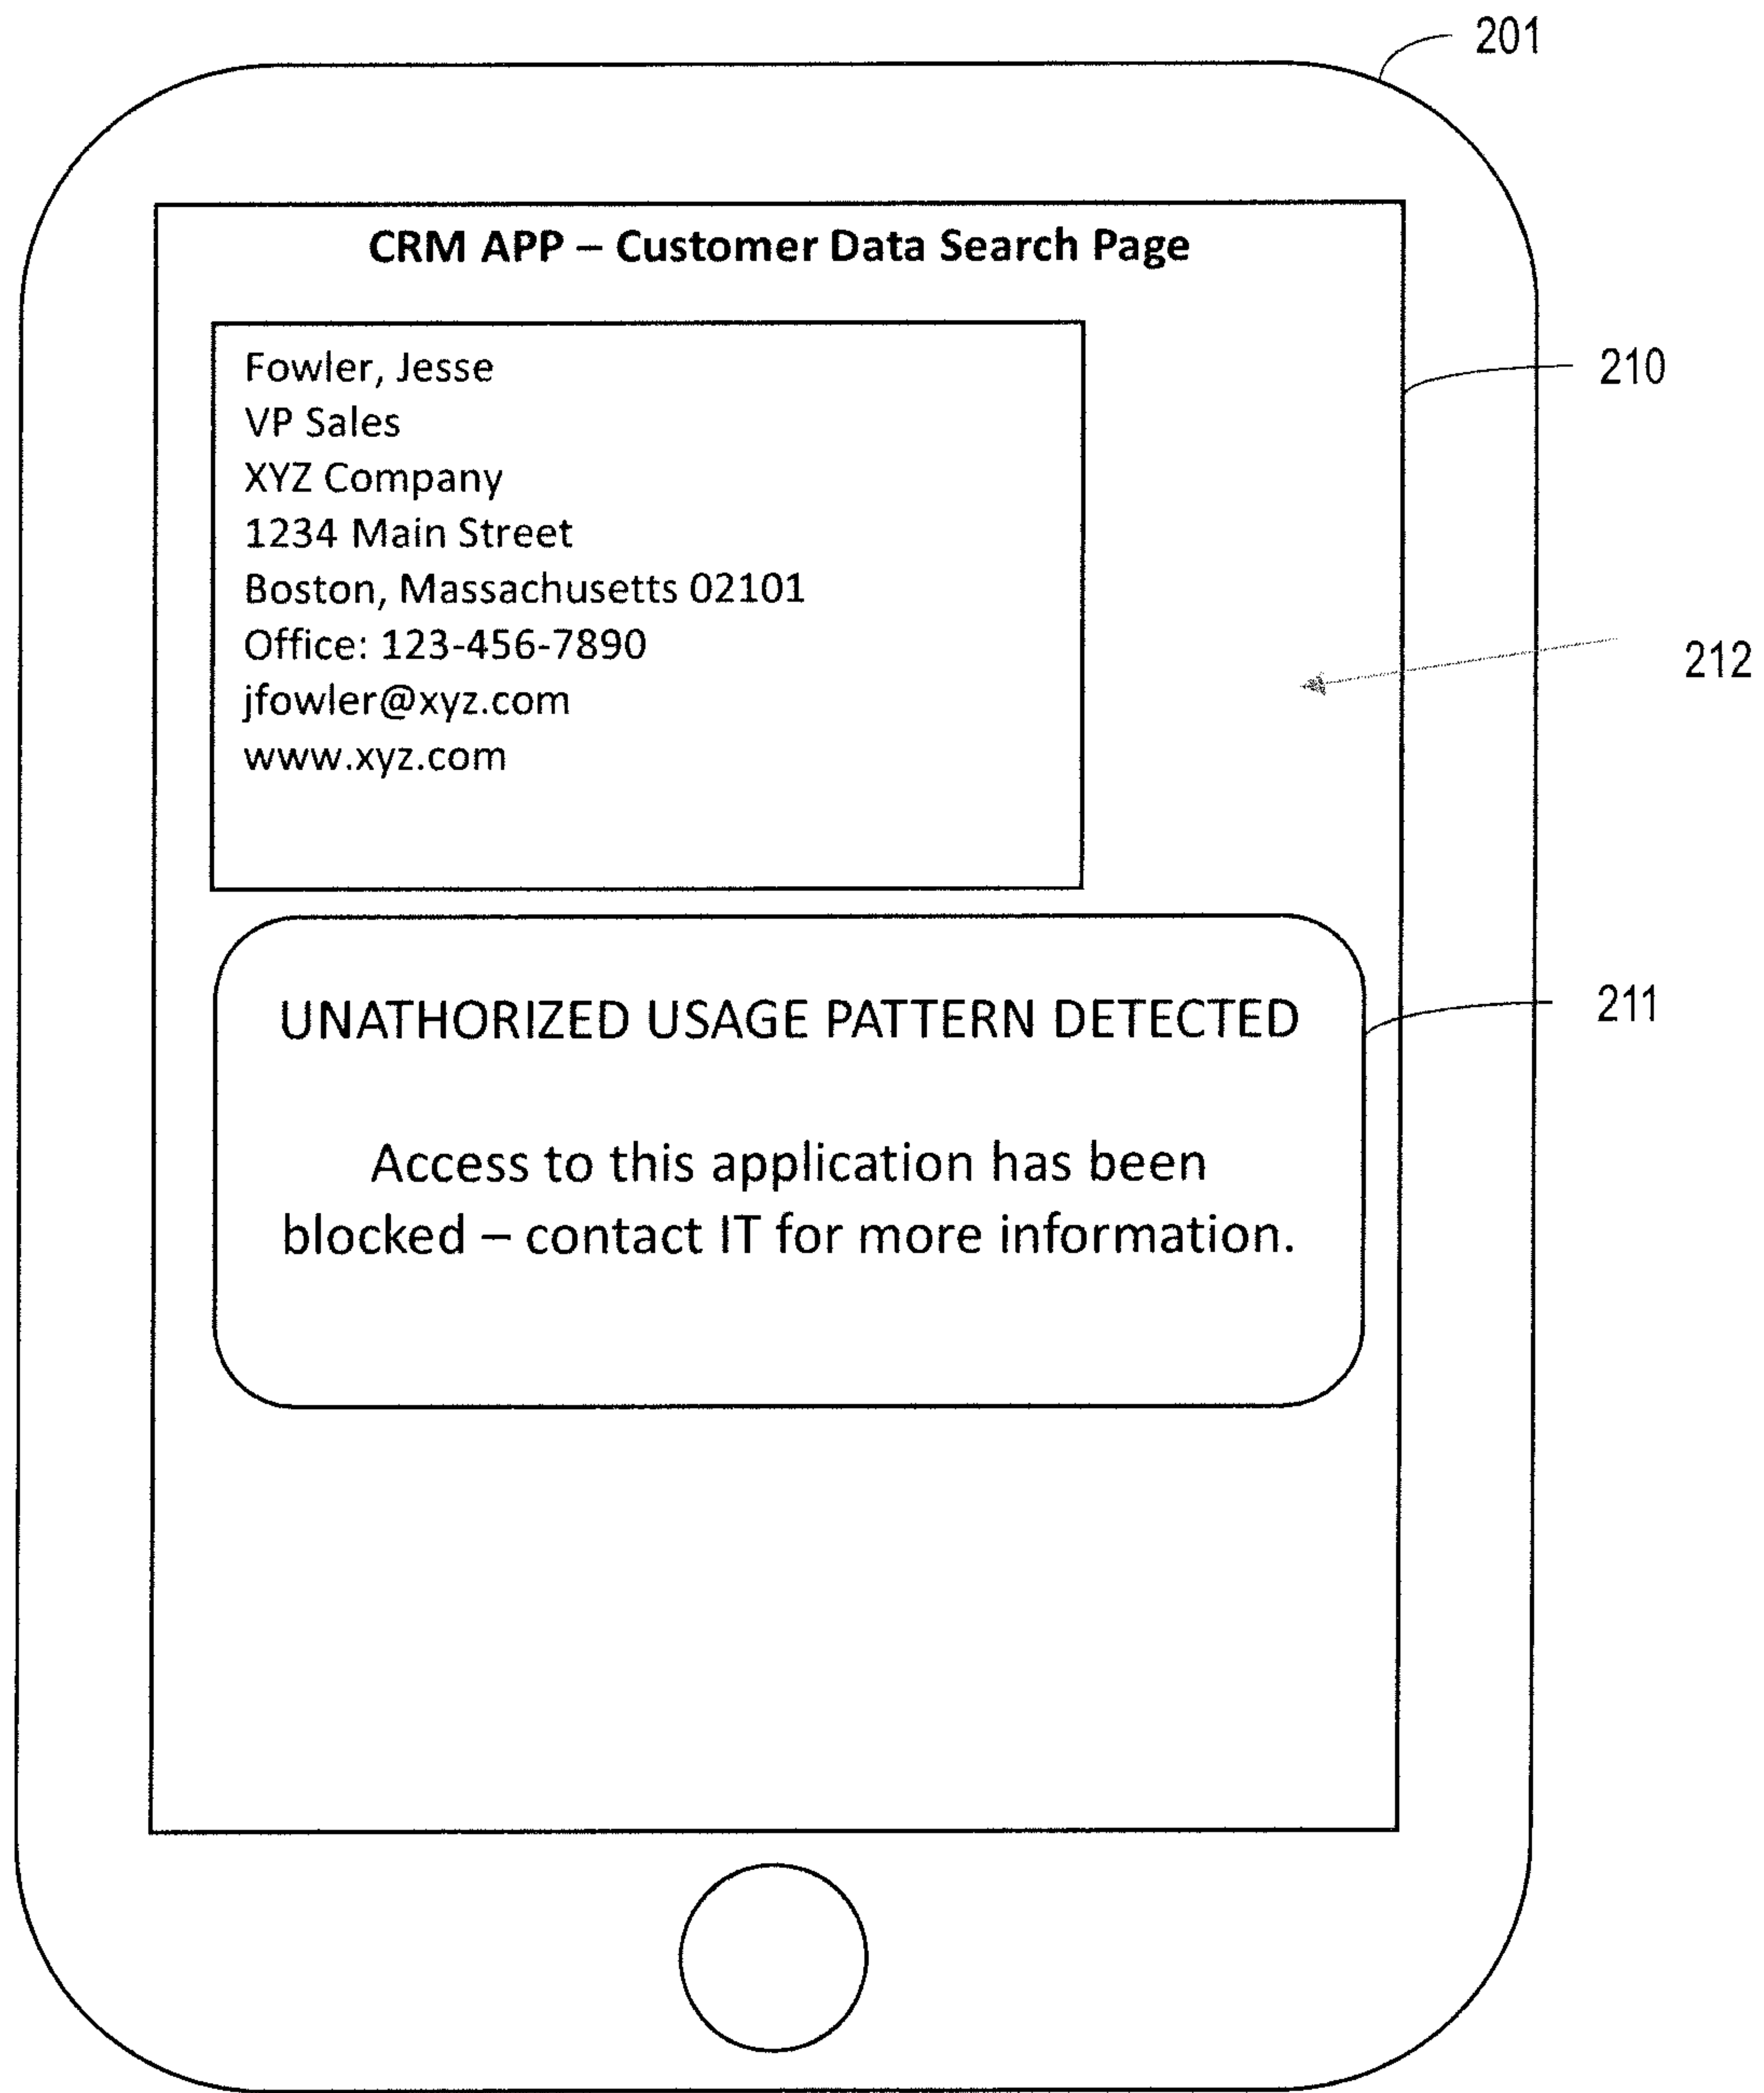 201
CRM APP – Customer Data Search Page
Fowler, Jesse
VP Sales
XYZ Company
1234 Main Street
Boston, Massachusetts 02101
Office: 123-456-7890
jfowler@xyz.com
www.xyz.com
210
212
UNATHORIZED USAGE PATTERN DETECTED
211
Access to this application has been
blocked – contact IT for more information.